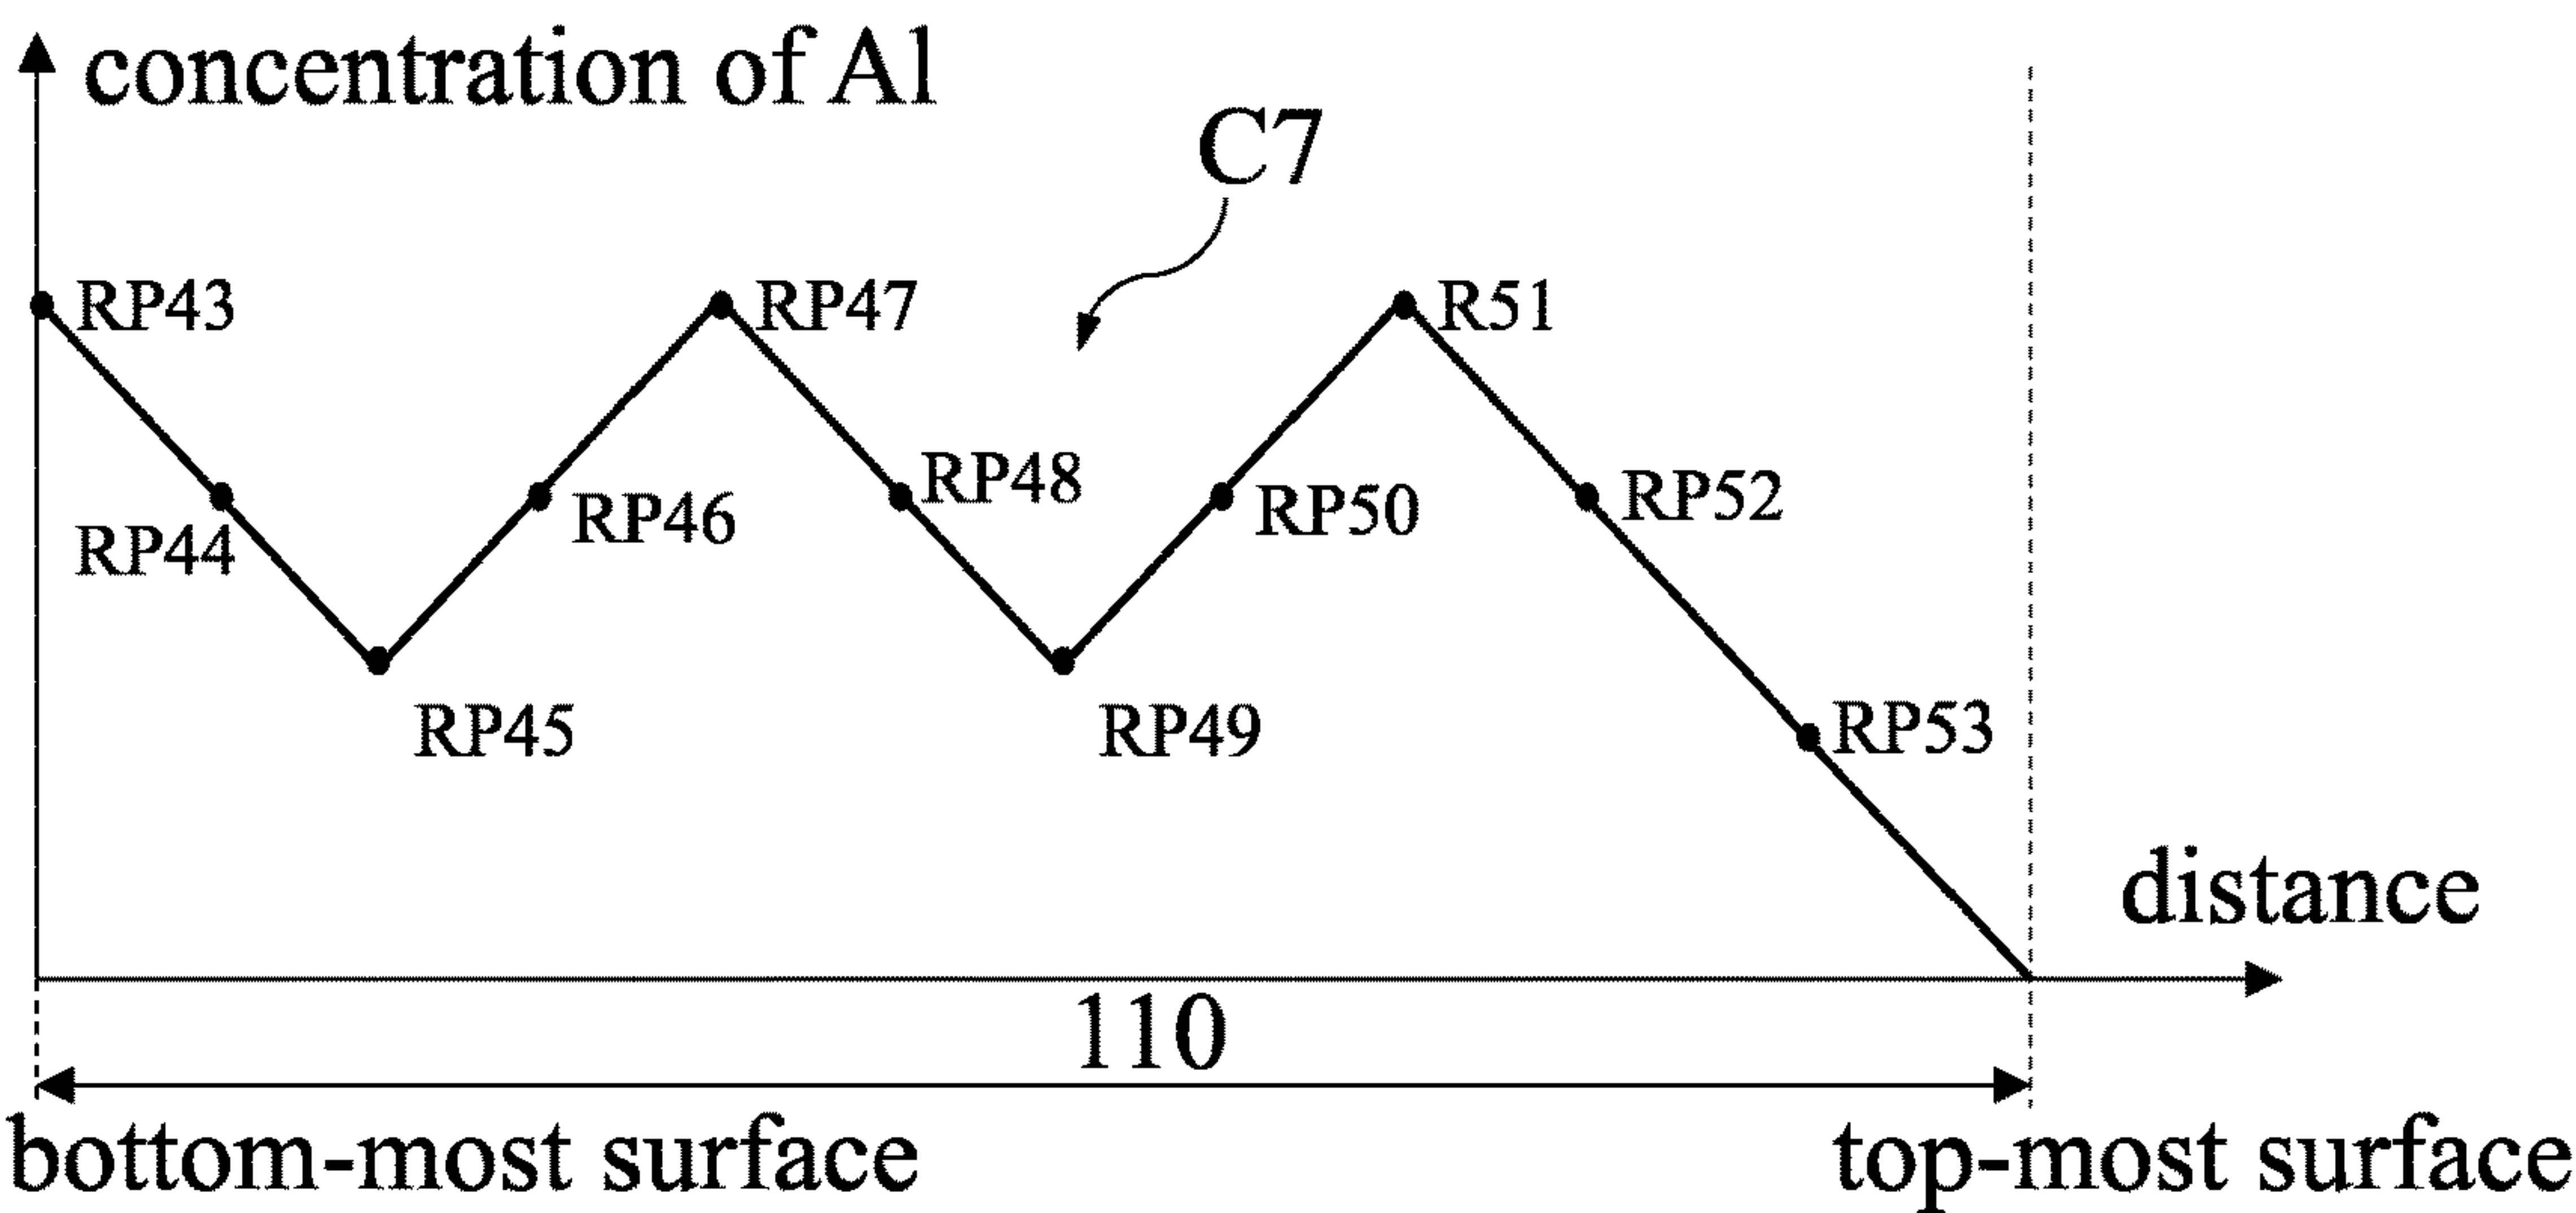 concentration of Al
C7
RP43
RP47
R51
RP48
RP46
RP50
RP52
RP44
RP45
RP49
RP53
distance
110
bottom-most surface
top-most surface